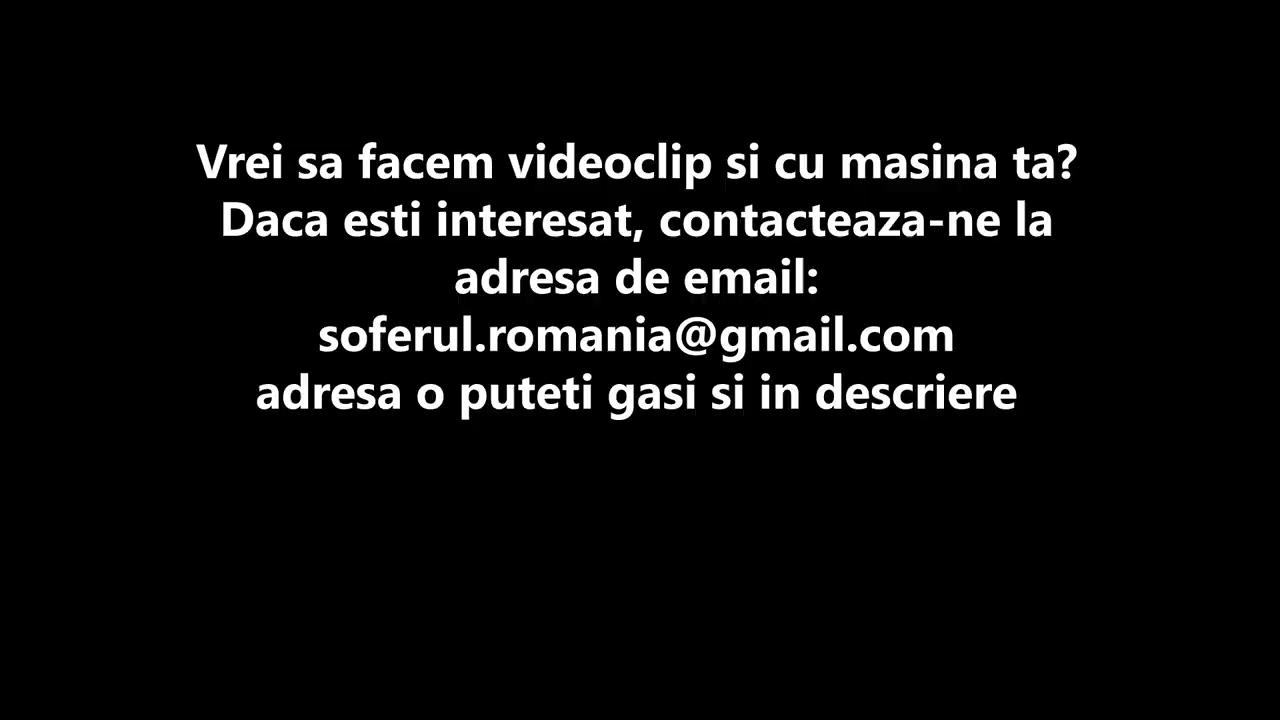 Vrei sa facem videoclip si cu masina ta?
Daca esti interesat, contacteaza-ne la
adresa de email:
soferul.romania@gmail.com
adresa o puteti gasi si in descriere